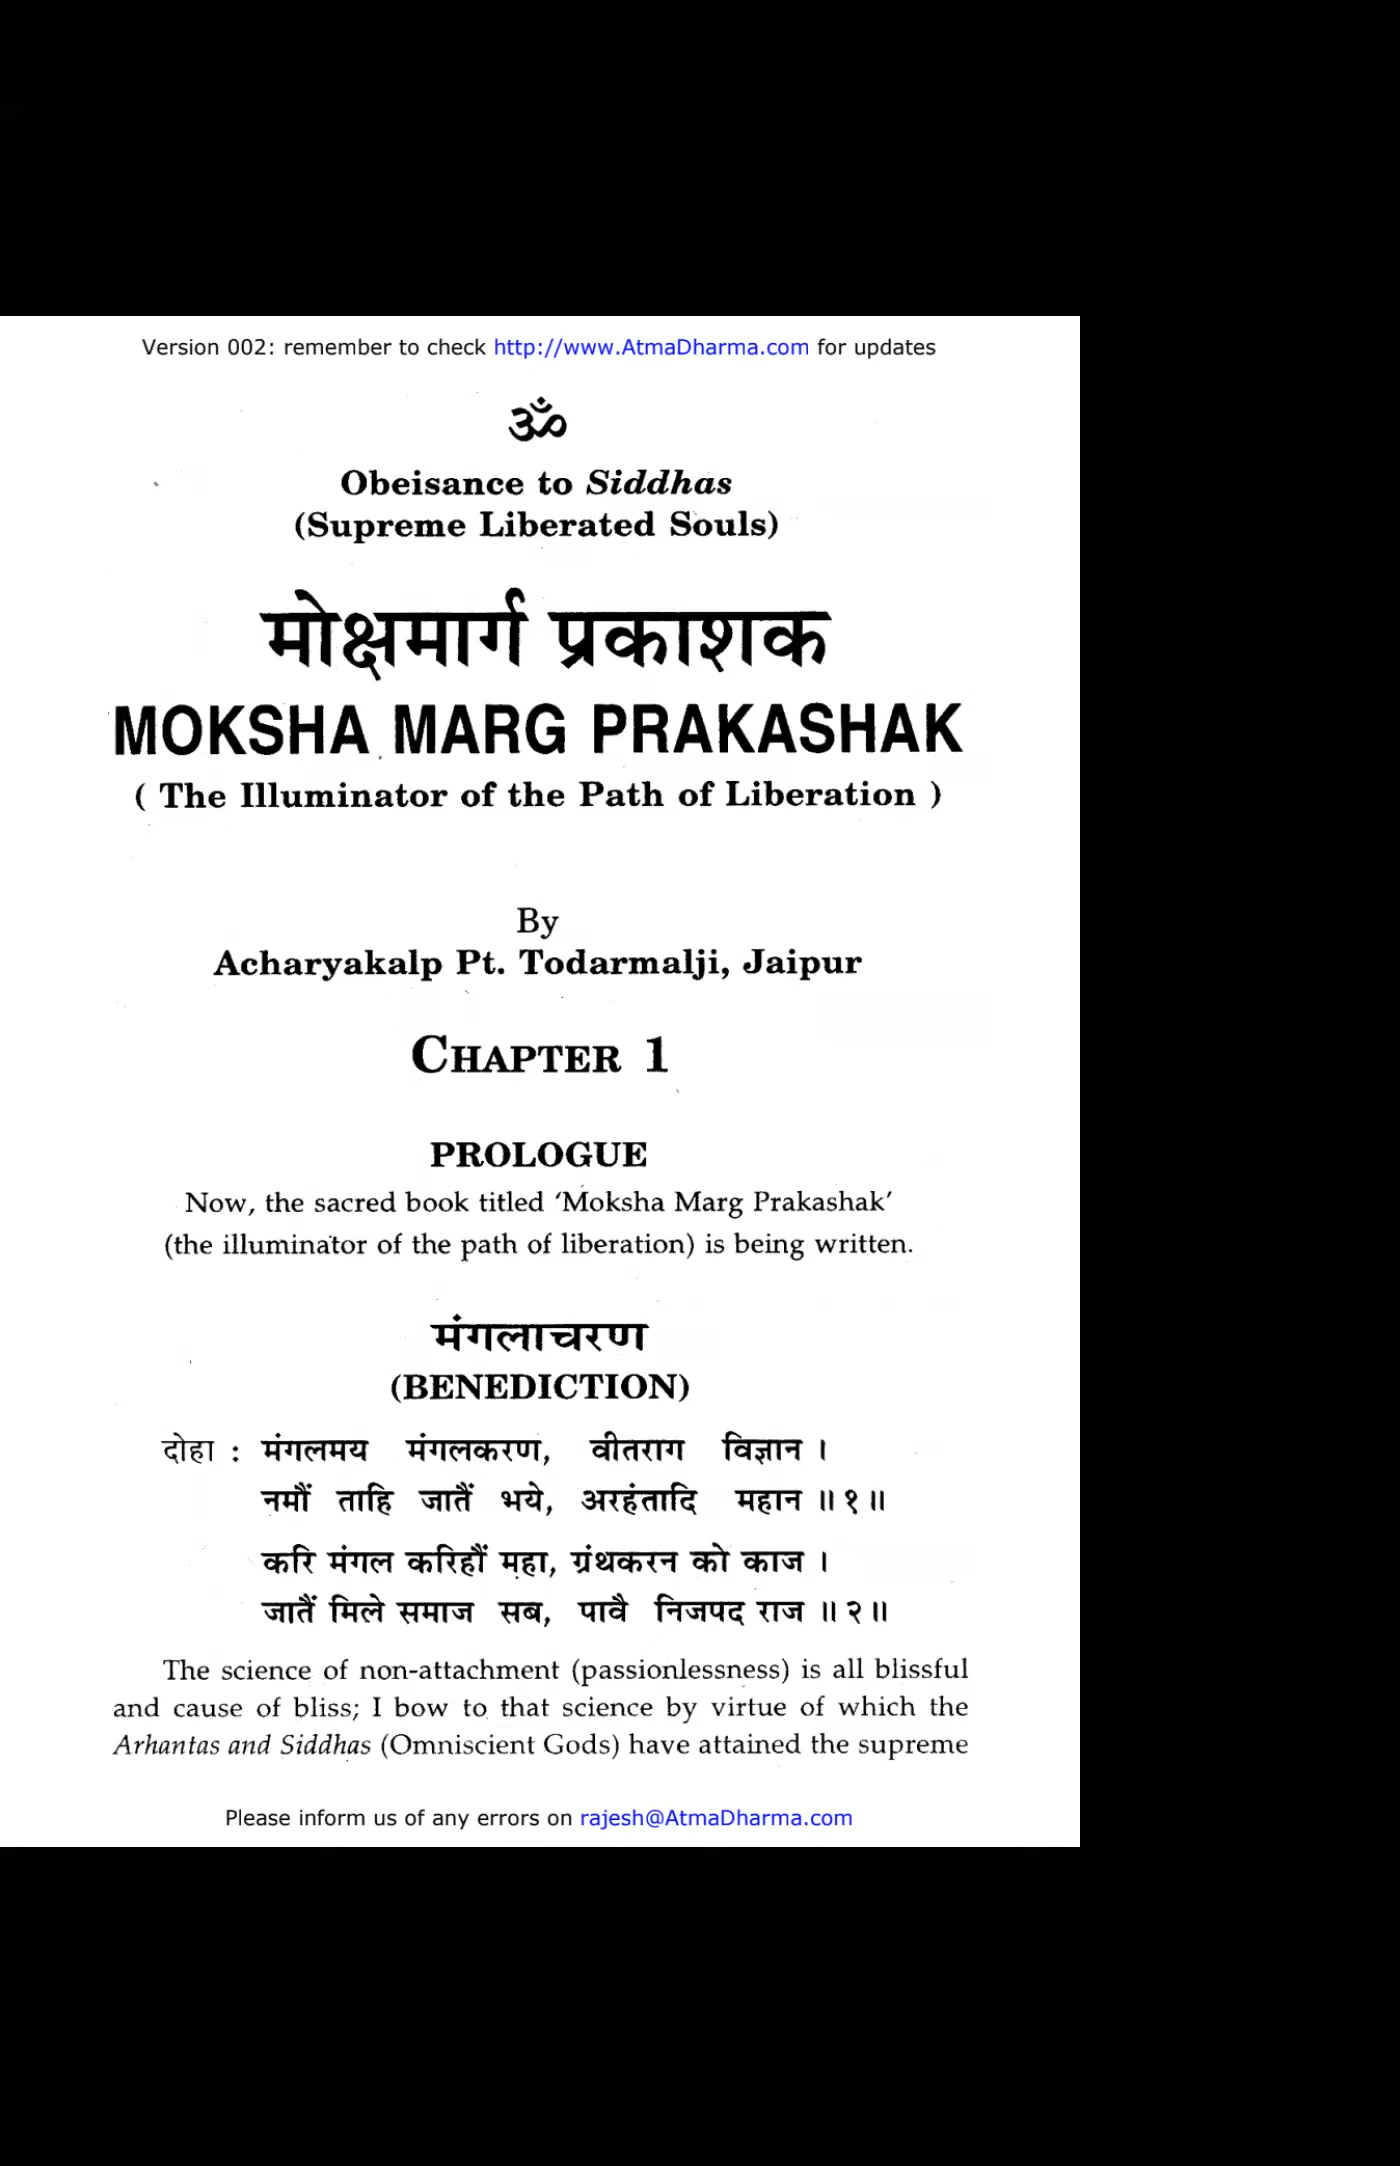 Version 002: remember to check http://www.AtmaDharma.com for updates
ॐ
Obeisance to Siddhas
(Supreme Liberated Souls)
मोक्षमार्ग प्रकाशक
MOKSHA MARG PRAKASHAK
( The Illuminator of the Path of Liberation )
By
Acharyakalp Pt. Todarmalji, Jaipur
CHAPTER 1
PROLOGUE
Now, the sacred book titled ‘Moksha Marg Prakashak’
(the illuminator of the path of liberation) is being written.
मंगलाचरण
(BENEDICTION)
दोहा : मंगलमय मंगलकरण, वीतराग विज्ञान ।
नमौं ताहि जातैं भये, अरहंतादि महान ॥ १ ॥
करि मंगल करिहौं महा, ग्रंथकरन को काज ।
जातैं मिले समाज सब, पावै निजपद राज ॥ २ ॥
The science of non-attachment (passionlessness) is all blissful
and cause of bliss; I bow to that science by virtue of which the
Arhantas and Siddhas (Omniscient Gods) have attained the supreme
Please inform us of any errors on rajesh@AtmaDharma.com